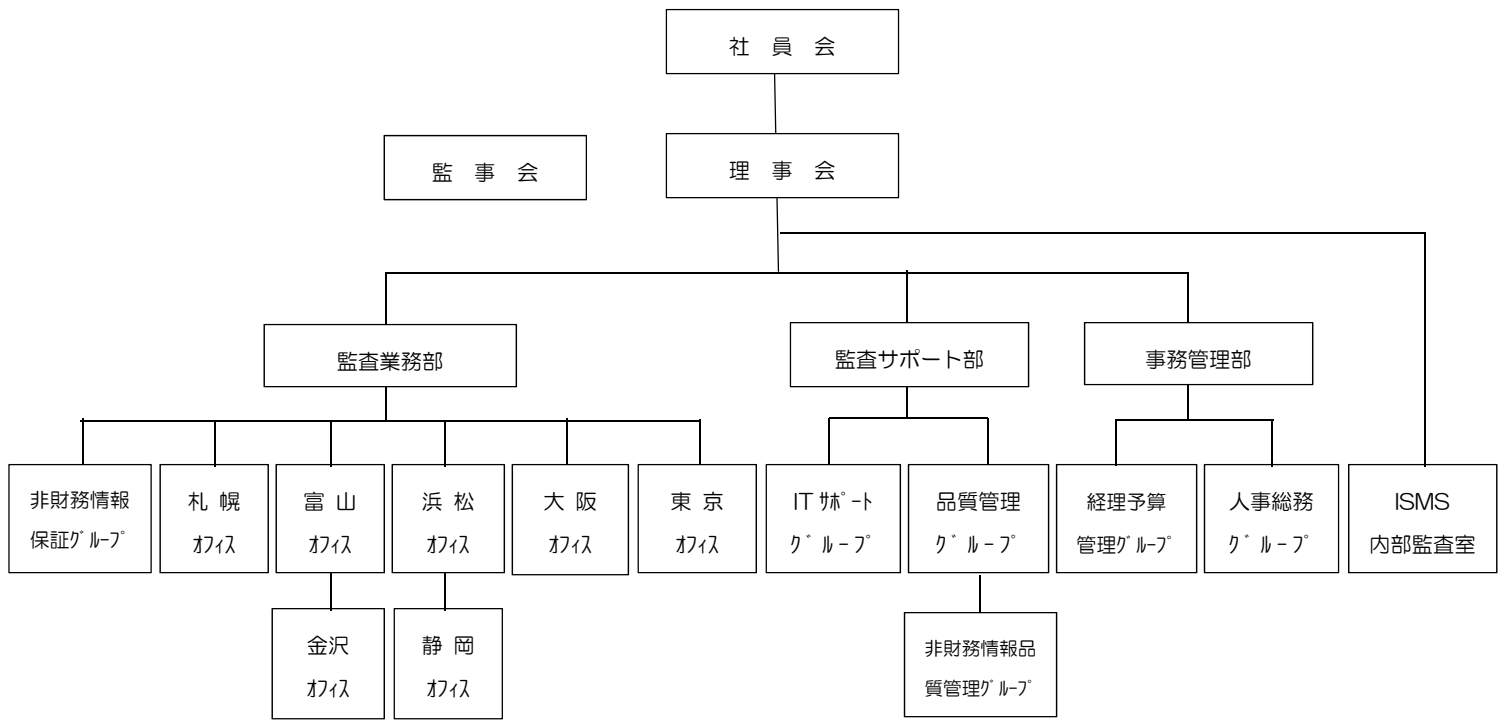 社　員　会
監　事　会
理　事　会
監査業務部
監査サポート部
事務管理部
非財務情報
保証ｸﾞﾙｰﾌﾟ
札 幌
ｵﾌｨｽ
富 山
ｵﾌｨｽ
浜 松
ｵﾌｨｽ
大 阪
ｵﾌｨｽ
東 京
ｵﾌｨｽ
IT ｻﾎﾟｰﾄ
ｸﾞﾙｰﾌﾟ
品質管理
ｸﾞﾙｰﾌﾟ
経理予算
管理ｸﾞﾙｰﾌﾟ
人事総務
ｸﾞﾙｰﾌﾟ
ISMS
内部監査室
金沢
ｵﾌｨｽ
静 岡
ｵﾌｨｽ
非財務情報品
質管理ｸﾞﾙｰﾌﾟ